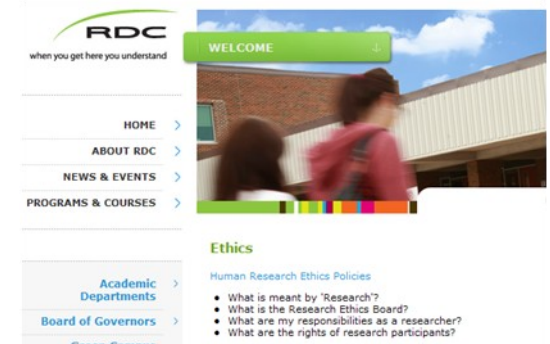 RDC
when you get here you understand
WELCOME
HOME
ABOUT RDC
NEWS & EVENTS
PROGRAMS & COURSES
Academic
Departments
Board of Governors
Green Campus
Ethics
Human Research Ethics Policies
What is meant by 'Research'?
What is the Research Ethics Board?
What are my responsibilities as a researcher?
What are the rights of research participants?